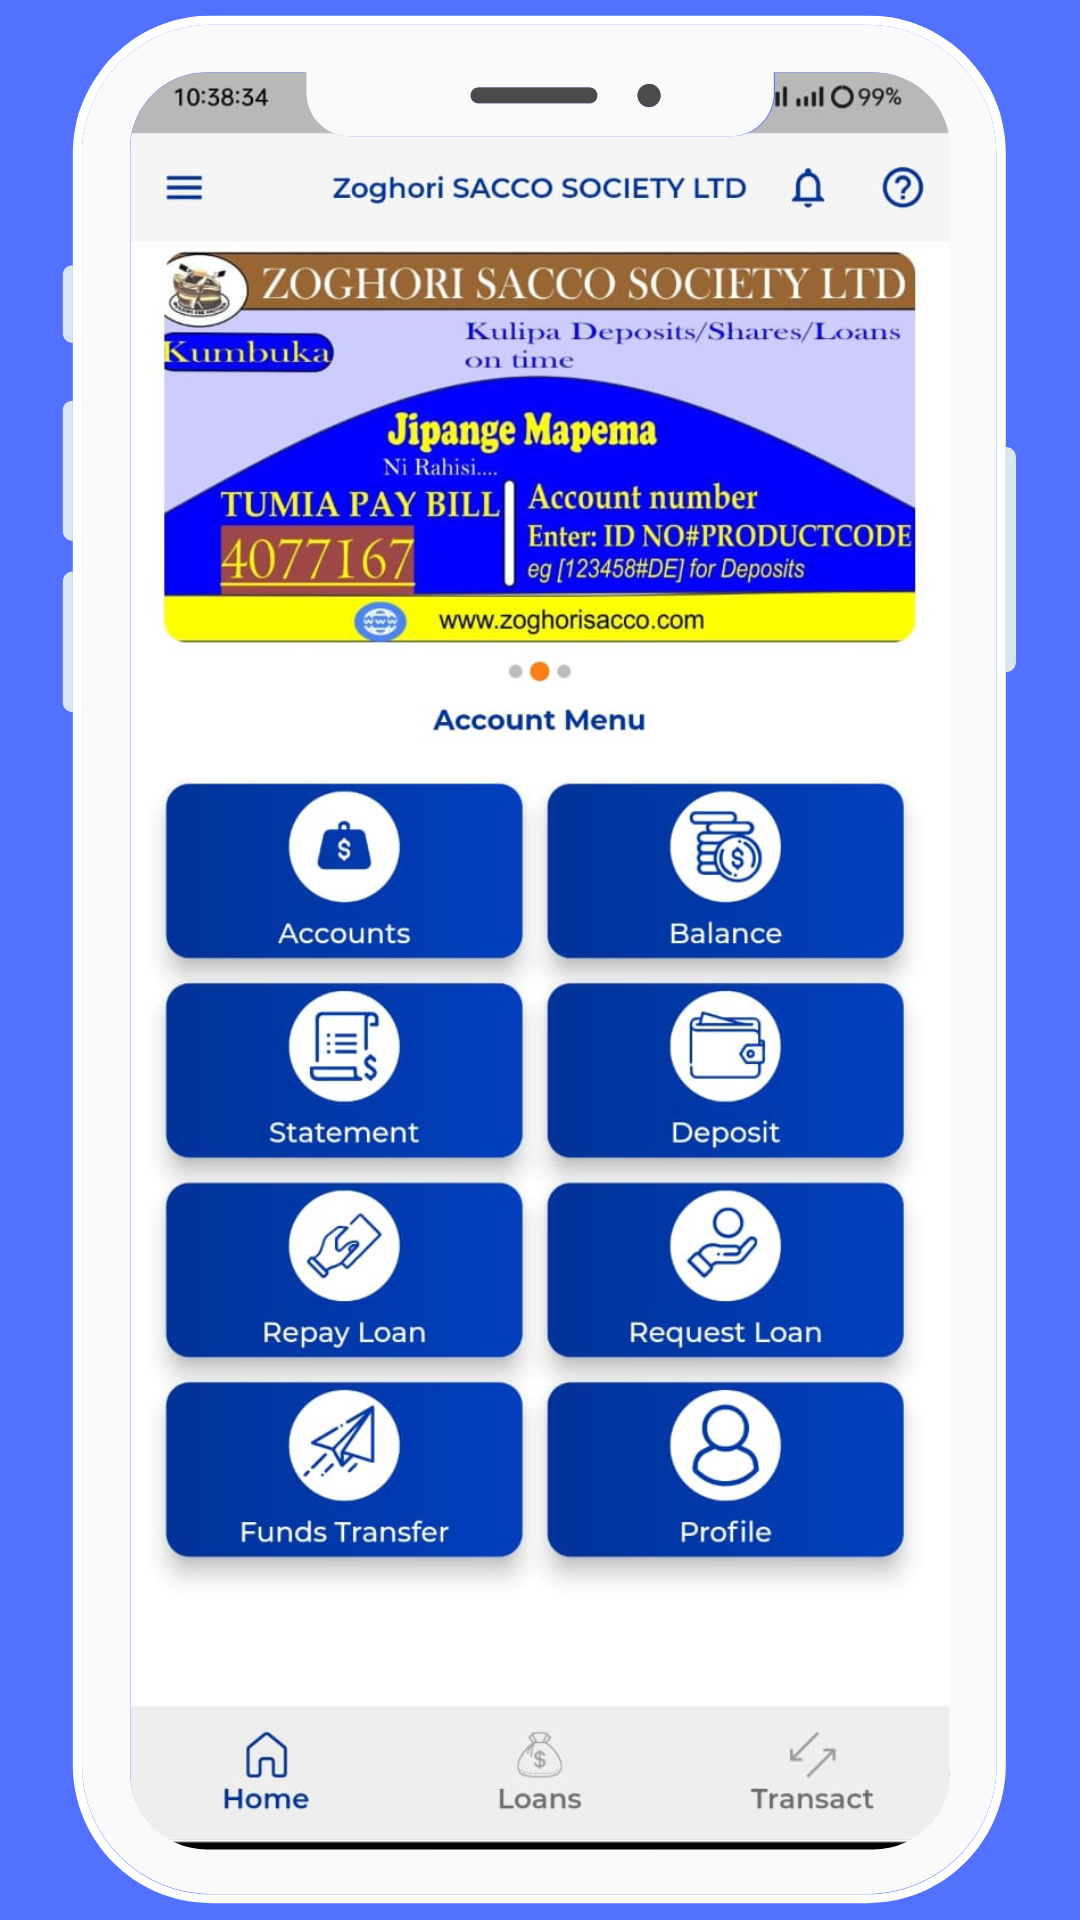 10:38:34
99%
Zoghori SACCO SOCIETY LTD
ZOGHORI SACCO SOCIETY LTD
Kumbuka
Kulipa Deposits/Shares/Loans
on time
Jipange Mapema
Ni Rahisi....
TUMIA PAY BILL
4077167
Account number
Enter: ID NO#PRODUCTCODE
eg [123458#DE] for Deposits
www.zoghorisacco.com
Account Menu
Accounts
Balance
Statement
Deposit
Repay Loan
Request Loan
Funds Transfer
Profile
Home
Loans
Transact